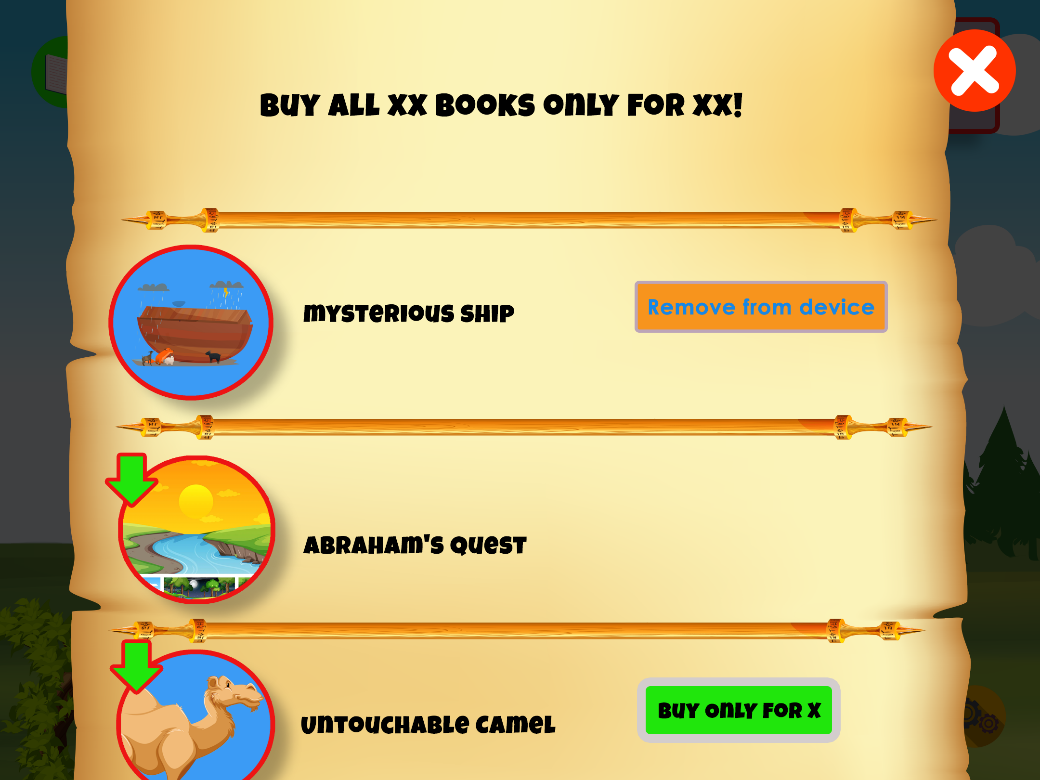 BUY ALL XX BOOKS ONLY FOR XX!
MYSTERIOUS SHIP
Remove from device
ABRAHAM'S QUEST
UNTOUCHABLE CAMEL
BUY ONLY FOR X